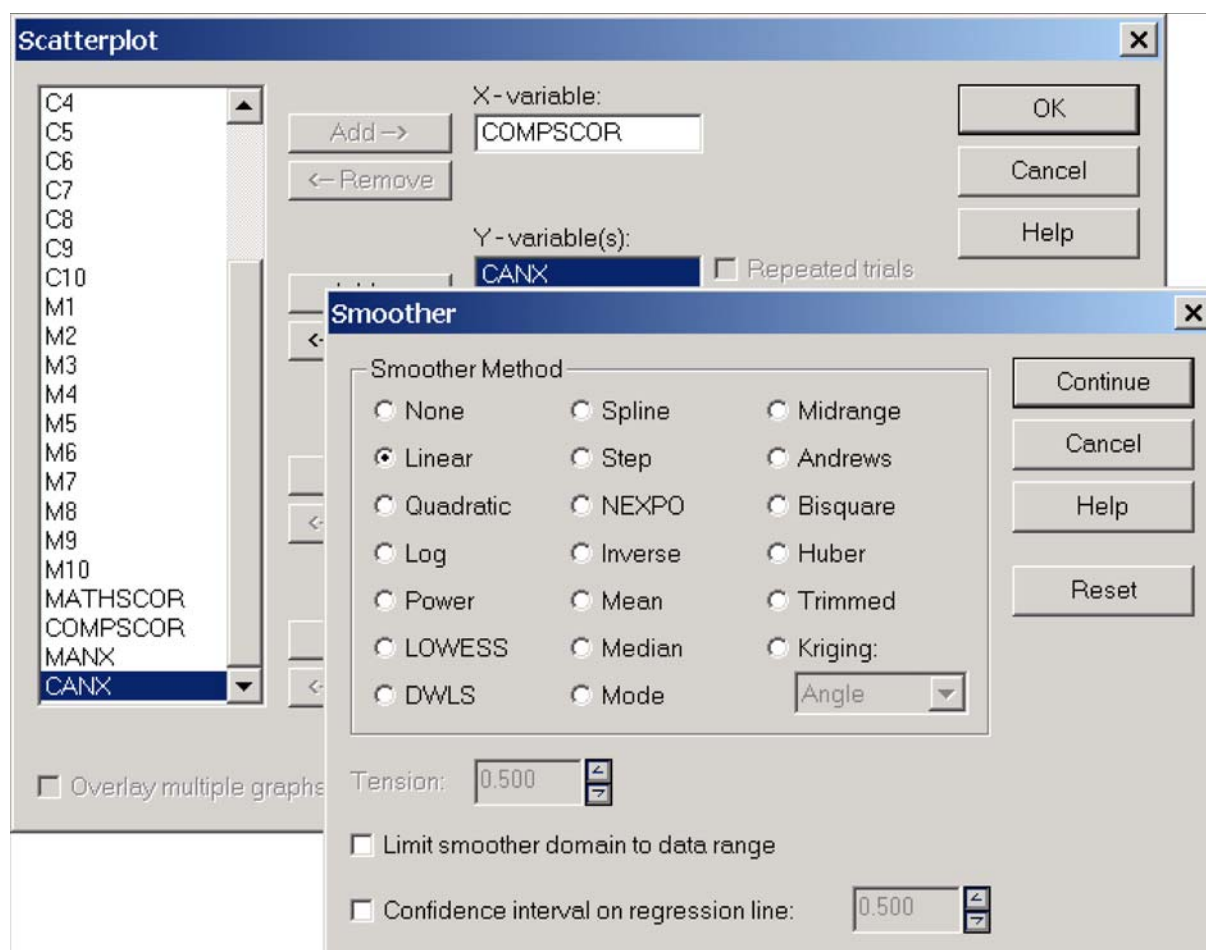 Scatterplot
C4
C5
C6
C7
C8
C9
C10
M1
M2
M3
M4
M5
M6
M7
M8
M9
M10
MATHSCOR
COMPSCOR
MANX
CANX
Add -->
<-- Remove
X-variable:
COMPSCOR
Y-variable(s):
CANX
Repeated trials
OK
Cancel
Help
Overlay multiple graphs
Smoother
Smoother Method
None
Linear
Quadratic
Log
Power
LOWESS
DWLS
Spline
Step
NEXPO
Inverse
Mean
Median
Mode
Midrange
Andrews
Bisquare
Huber
Trimmed
Kriging:
Angle
Continue
Cancel
Help
Reset
Tension: 0.500
Limit smoother domain to data range
Confidence interval on regression line: 0.500